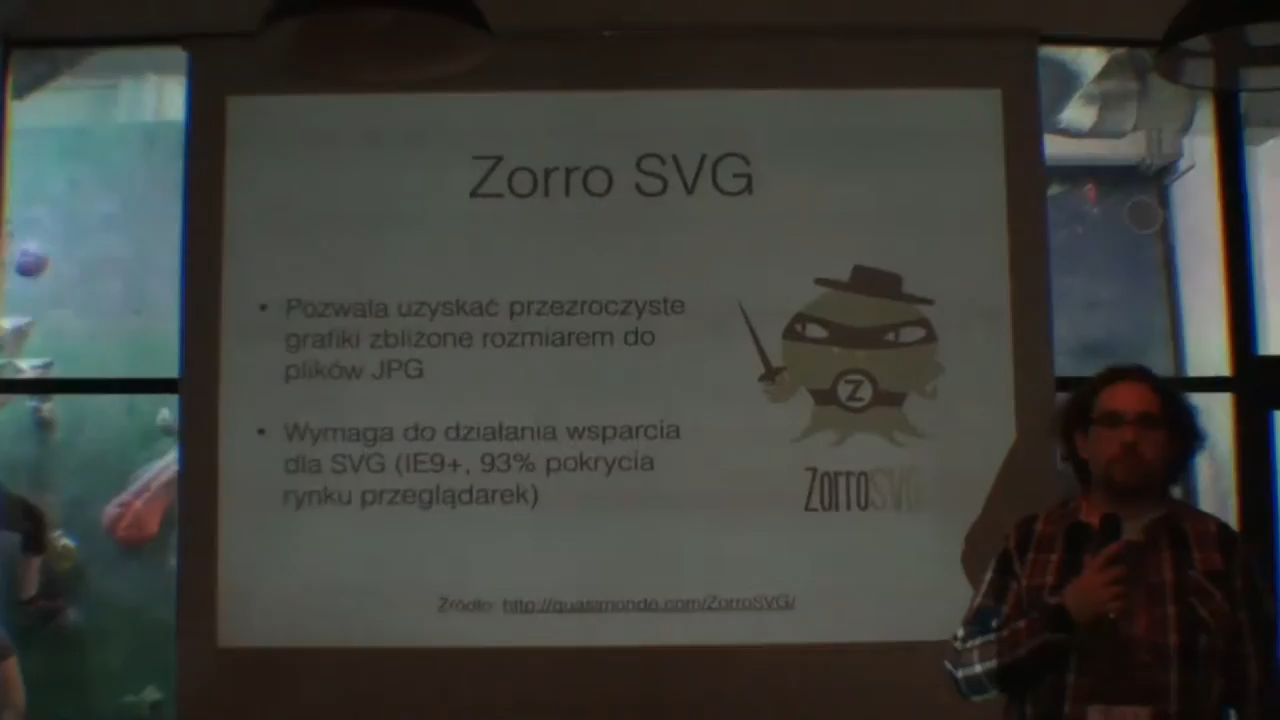 Zorro SVG
• Pozwala uzyskać przezroczyste
grafiki zbliżone rozmiarem do
plików JPG
• Wymaga do działania wsparcia
dla SVG (IE9+, 93% pokrycia
rynku przeglądarek)
Z
ZorroSVG
Źródło: http://quasimondo.com/ZorroSVG/